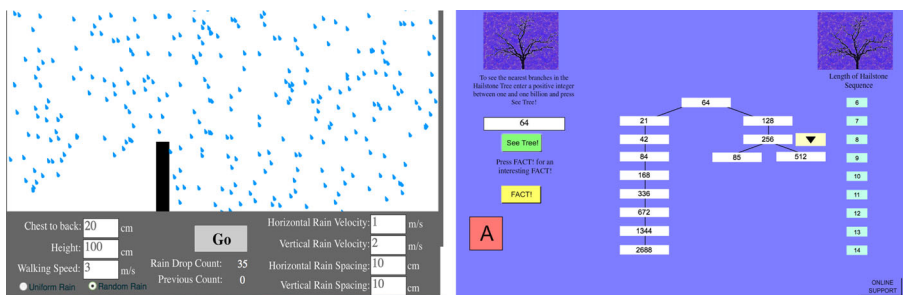 Chest to back: 20 cm
Height: 100 cm
Walking Speed: 3 m/s
Uniform Rain Random Rain
Go
Rain Drop Count: 35
Previous Count: 0
Horizontal Rain Velocity: 1 m/s
Vertical Rain Velocity: 2 m/s
Horizontal Rain Spacing: 10 cm
Vertical Rain Spacing: 10 cm
To see the nearest branches in the
Hailstone Tree enter a positive integer
between one and one billion and press
See Tree!
64
See Tree!
Press FACT! for an
interesting FACT!
FACT!
A
64
21 128
42 256
84 85 512
168
336
672
1344
2688
Length of Hailstone
Sequence
6
7
8
9
10
11
12
13
14
ONLINE
SUPPORT